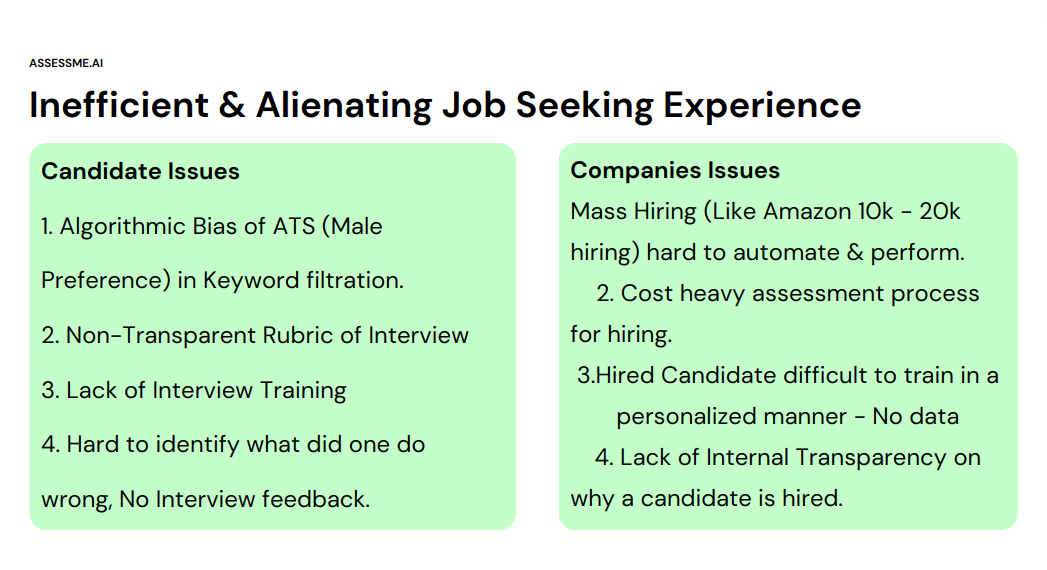 ASSESSME.AI
Inefficient & Alienating Job Seeking Experience
Candidate Issues
1. Algorithmic Bias of ATS (Male
Preference) in Keyword filtration.
2. Non-Transparent Rubric of Interview
3. Lack of Interview Training
4. Hard to identify what did one do
wrong, No Interview feedback.
Companies Issues
Mass Hiring (Like Amazon 10k - 20k
hiring) hard to automate & perform.
2. Cost heavy assessment process
for hiring.
3.Hired Candidate difficult to train in a
personalized manner - No data
4. Lack of Internal Transparency on
why a candidate is hired.